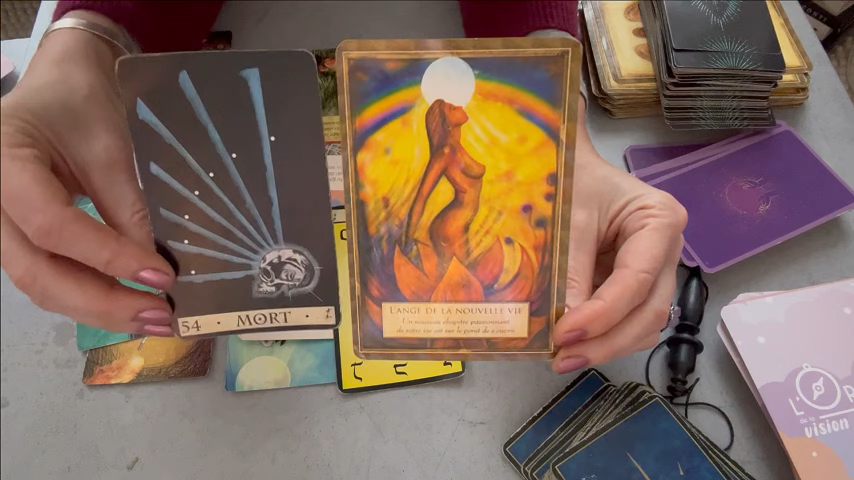 54 · MORT ·
L'ANGE DE LA NOUVELLE VIE
Un nouveau chapitre passionnant
de votre vie est sur le point de s'ouvrir
L'OR
vision